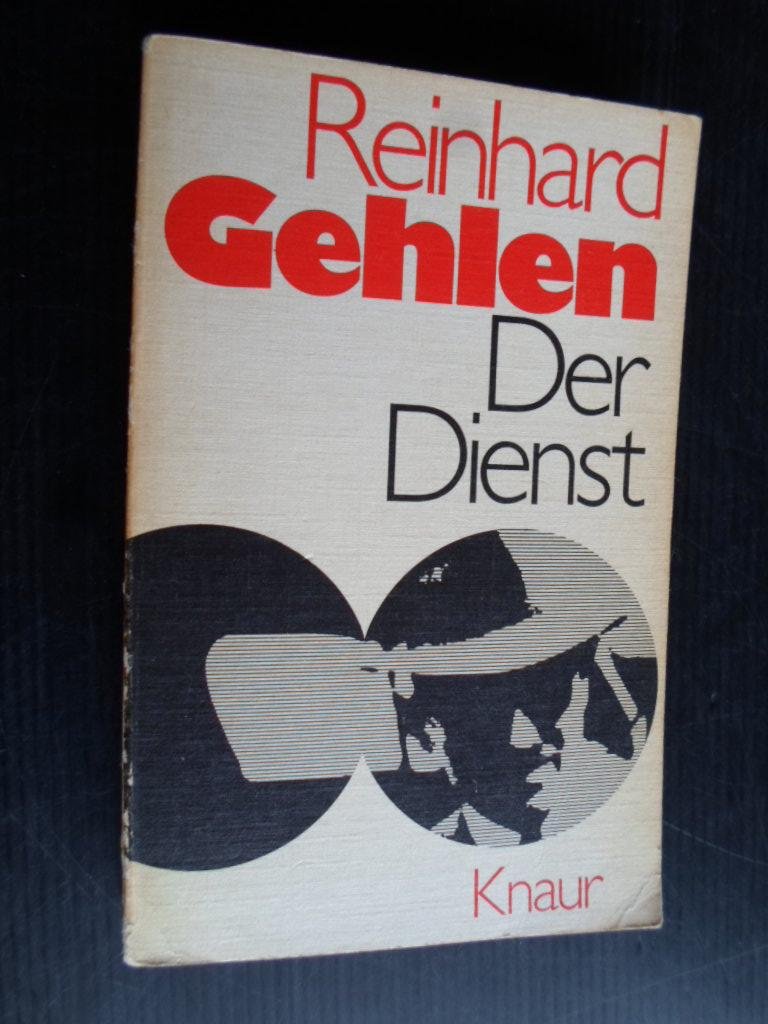 Reinhard
Gehlen
Der
Dienst
Knaur